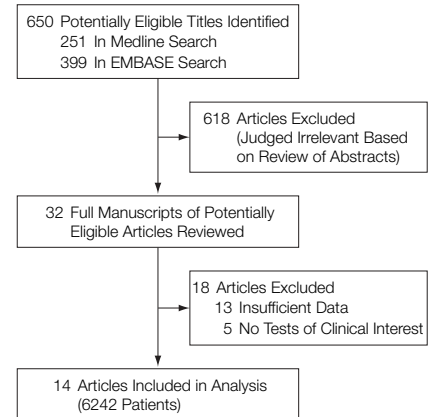 650 Potentially Eligible Titles Identified
251 In Medline Search
399 In EMBASE Search
618 Articles Excluded
(Judged Irrelevant Based
on Review of Abstracts)
32 Full Manuscripts of Potentially
Eligible Articles Reviewed
18 Articles Excluded
13 Insufficient Data
5 No Tests of Clinical Interest
14 Articles Included in Analysis
(6242 Patients)